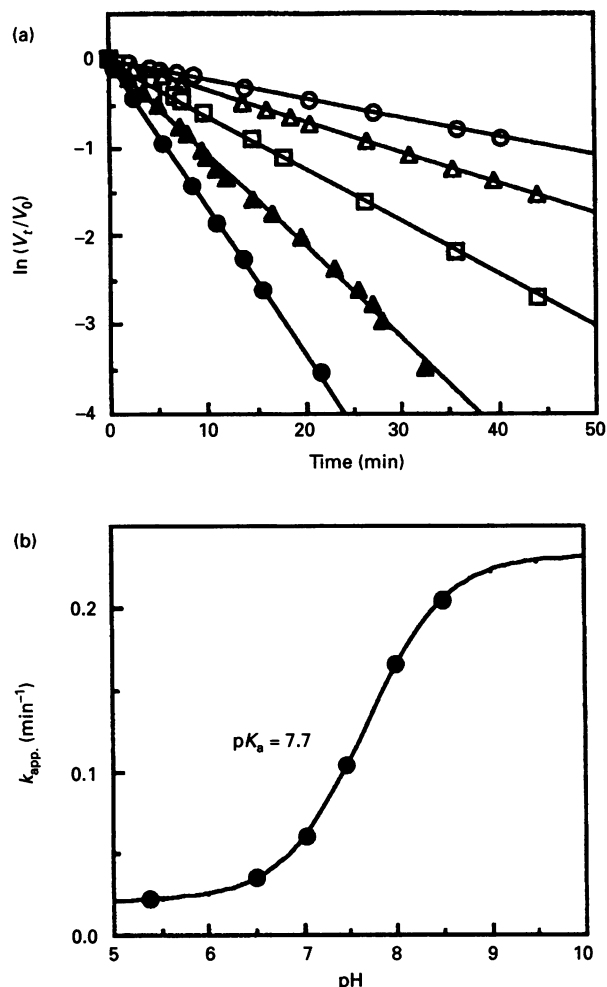 (a)
0
−1
−2
−3
−4
ln (Vt/V0)
0 10 20 30 40 50
Time (min)
(b)
0.2
0.1
0.0
kapp. (min−1)
pKa = 7.7
5 6 7 8 9 10
pH